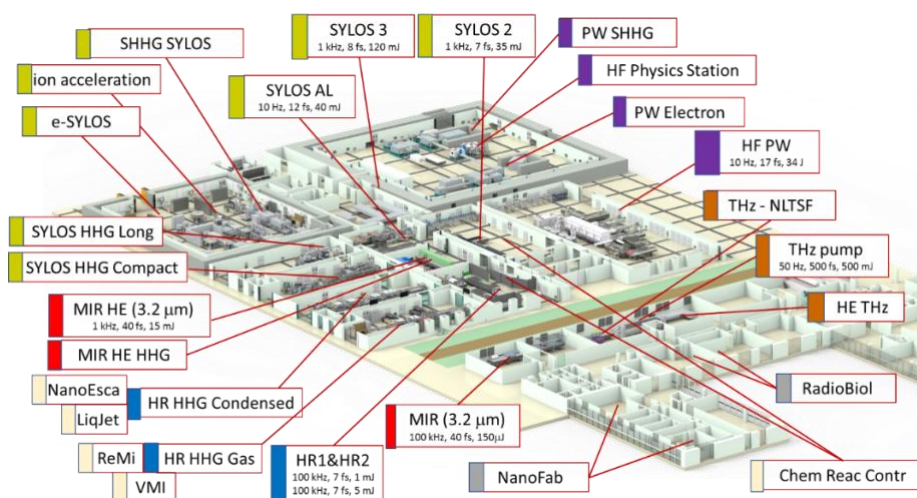 SHHG SYLOS
SYLOS 3
1 kHz, 8 fs, 120 mJ
SYLOS 2
1 kHz, 7 fs, 35 mJ
PW SHHG
ion acceleration
SYLOS AL
10 Hz, 12 fs, 40 mJ
HF Physics Station
e-SYLOS
PW Electron
HF PW
10 Hz, 17 fs, 34 J
THz - NLTSF
SYLOS HHG Long
THz pump
50 Hz, 500 fs, 500 mJ
SYLOS HHG Compact
MIR HE (3.2 μm)
1 kHz, 40 fs, 15 mJ
HE THz
MIR HE HHG
NanoEsca
HR HHG Condensed
LiqJet
RadioBiol
MIR (3.2 μm)
100 kHz, 40 fs, 150μJ
ReMi
HR HHG Gas
VMI
HR1&HR2
100 kHz, 7 fs, 1 mJ
100 kHz, 7 fs, 5 mJ
NanoFab
Chem Reac Contr